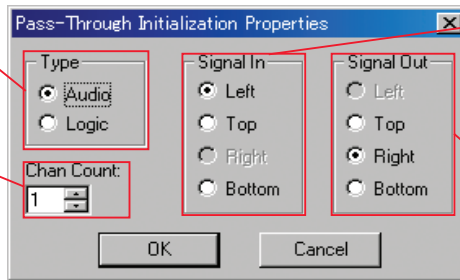 Pass-Through Initialization Properties
Type
Audio
Logic
Chan Count:
1
Signal In
Left
Top
Right
Bottom
Signal Out
Left
Top
Right
Bottom
OK
Cancel